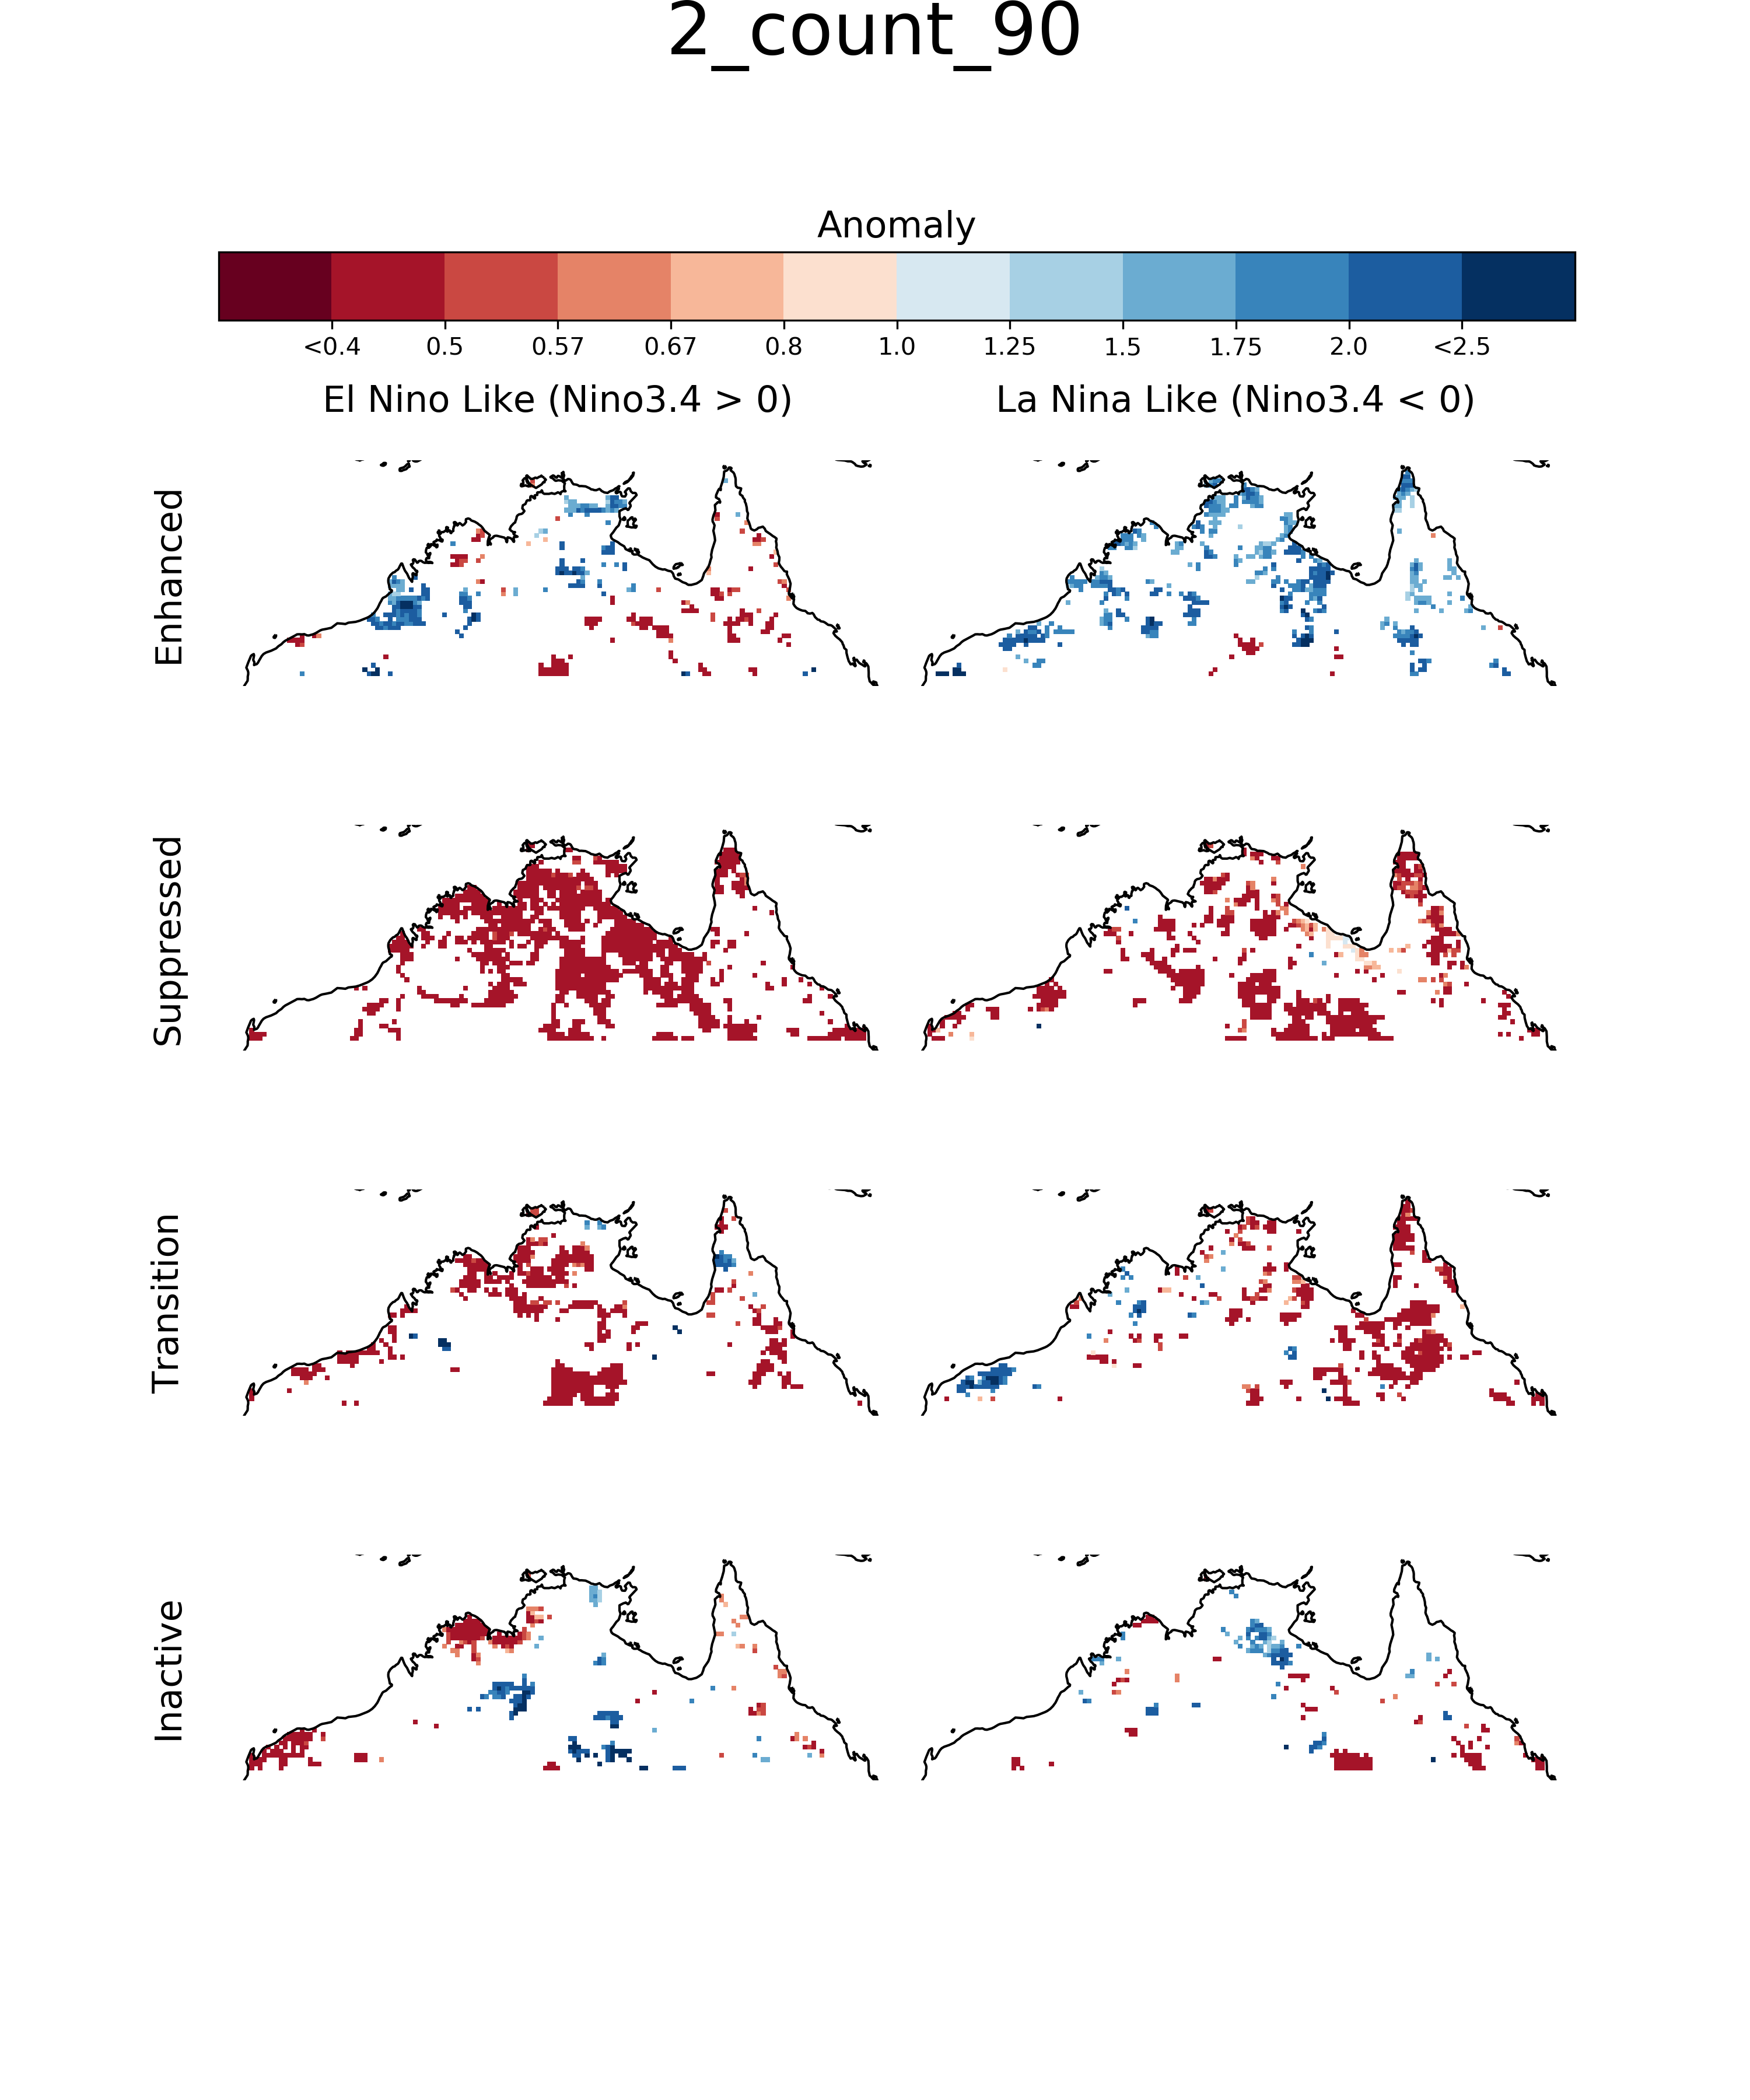 2_count_90
Anomaly
<0.4 0.5 0.57 0.67 0.8 1.0 1.25 1.5 1.75 2.0 <2.5
El Nino Like (Nino3.4 > 0) La Nina Like (Nino3.4 < 0)
Enhanced
Suppressed
Transition
Inactive